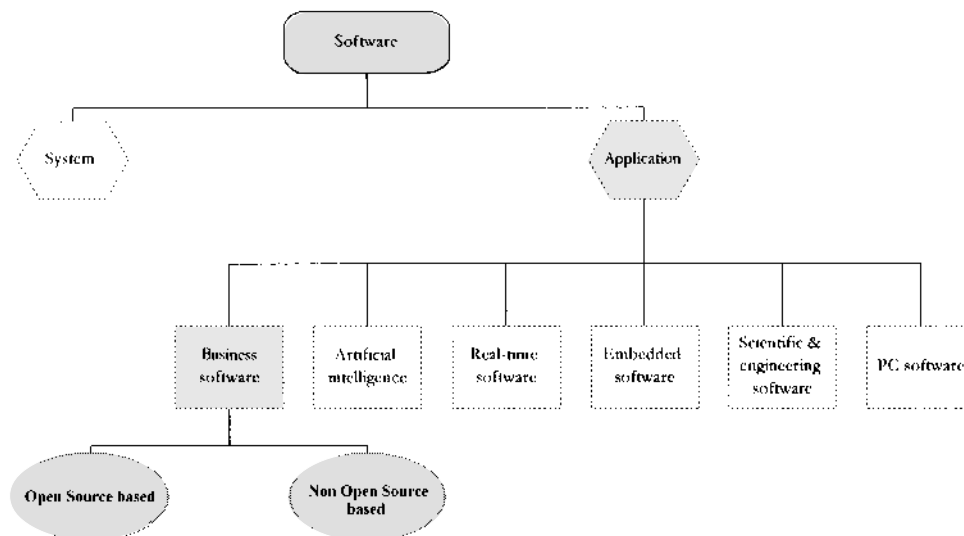 Software
System
Application
Business
software
Artificial
intelligence
Real-time
software
Embedded
software
Scientific &
engineering
software
PC software
Open Source based
Non Open Source
based